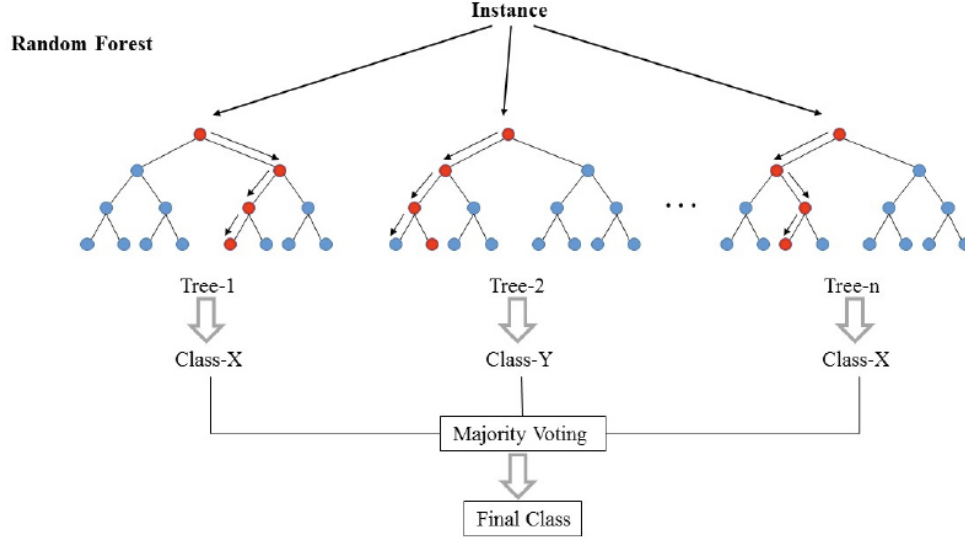 Instance
Random Forest
. . .
Tree-1
Tree-2
Tree-n
Class-X
Class-Y
Class-X
Majority Voting
Final Class